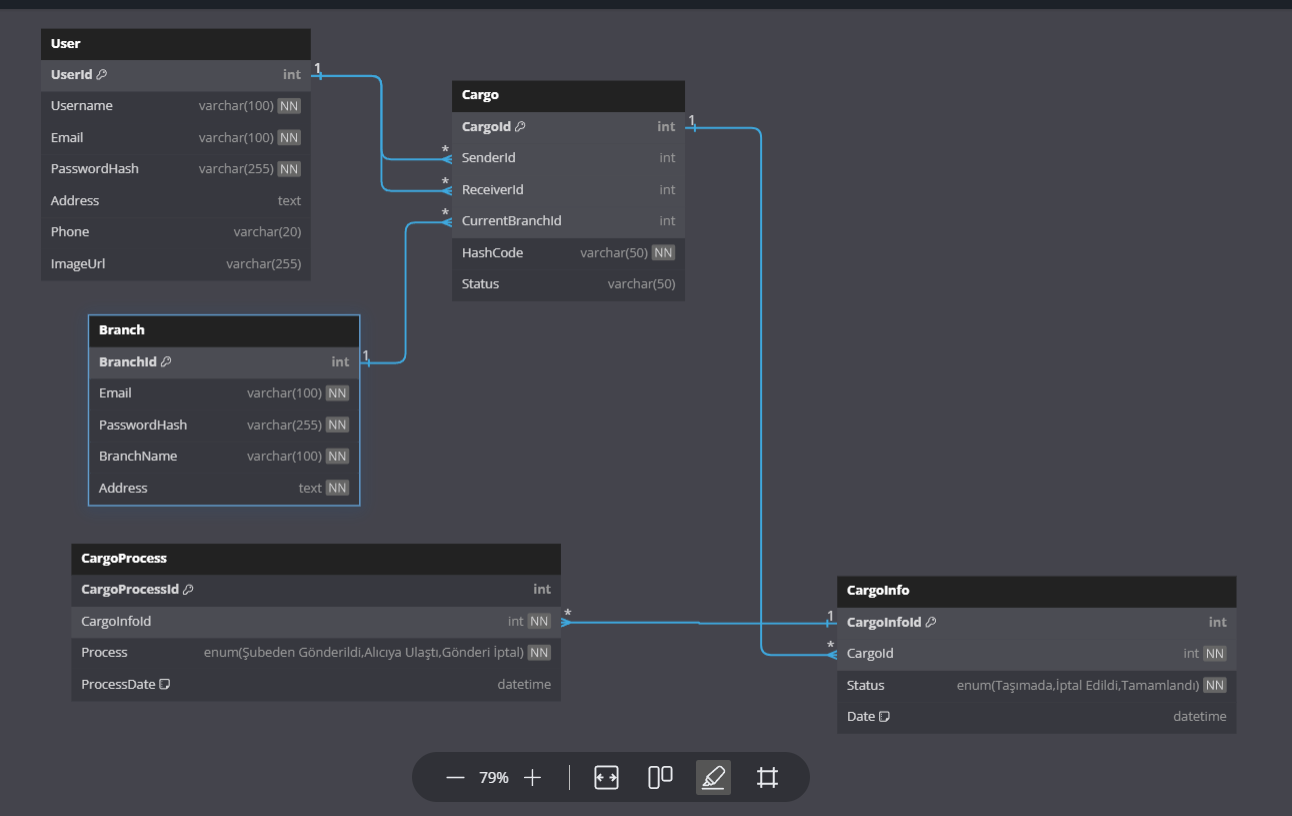 User
UserId int
Username varchar(100) NN
Email varchar(100) NN
PasswordHash varchar(255) NN
Address text
Phone varchar(20)
ImageUrl varchar(255)
1
Cargo
CargoId int
* SenderId int
* ReceiverId int
* CurrentBranchId int
HashCode varchar(50) NN
Status varchar(50)
1
Branch
BranchId int
Email varchar(100) NN
PasswordHash varchar(255) NN
BranchName varchar(100) NN
Address text NN
1
CargoProcess
CargoProcessId int
CargoInfoId int NN *
Process enum(Şubeden Gönderildi,Alıcıya Ulaştı,Gönderi İptal) NN
ProcessDate datetime
CargoInfo
1 CargoInfoId int
* CargoId int NN
Status enum(Taşımada,İptal Edildi,Tamamlandı) NN
Date datetime
79%